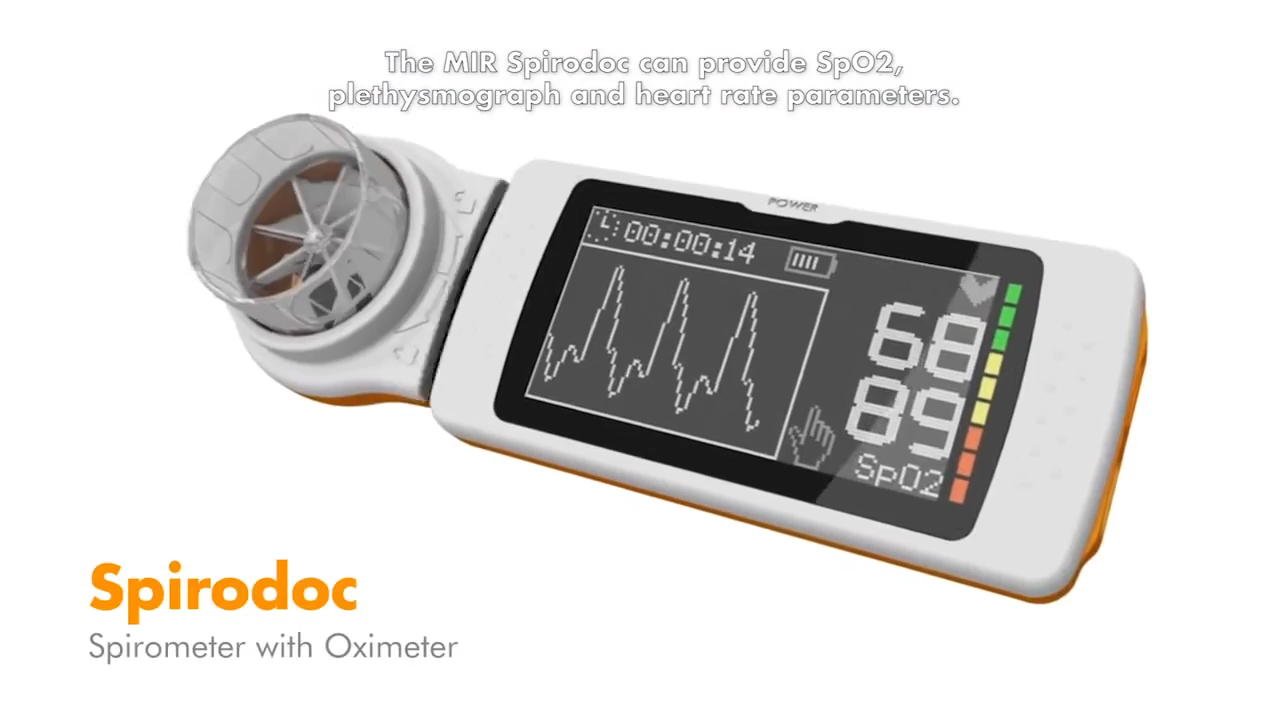 The MIR Spirodoc can provide SpO2,
plethysmograph and heart rate parameters.
POWER
00:00:14
68
89
SpO2
Spirodoc
Spirometer with Oximeter